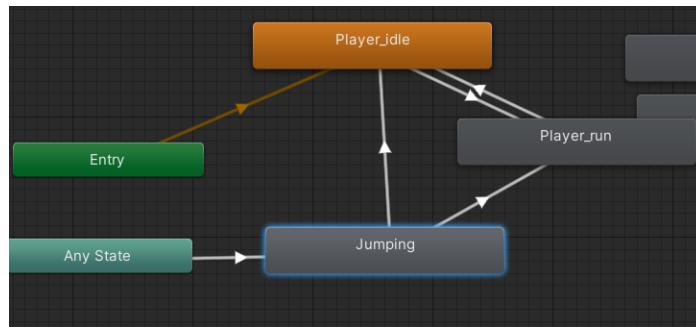 Player_idle
Player_run
Entry
Jumping
Any State